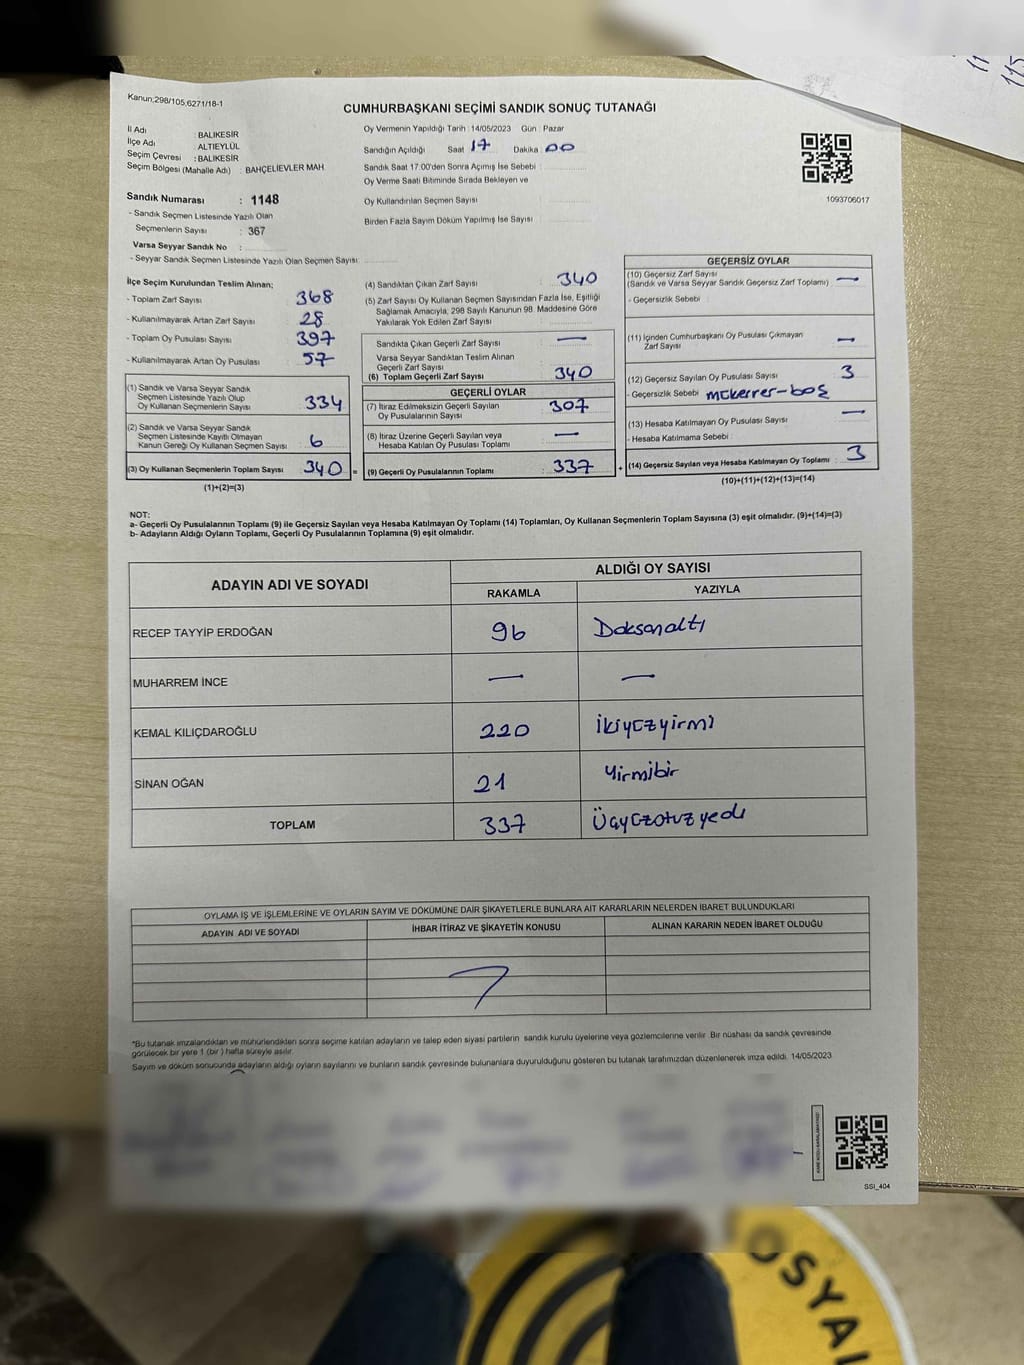 Kanun;298/105,6271/18-1
CUMHURBAŞKANI SEÇİMİ SANDIK SONUÇ TUTANAĞI
İl Adı : BALIKESİR
İlçe Adı : ALTIEYLÜL
Seçim Çevresi : BALIKESİR
Seçim Bölgesi (Mahalle Adı) : BAHÇELİEVLER MAH.
Sandık Numarası : 1148
- Sandık Seçmen Listesinde Yazılı Olan
Seçmenlerin Sayısı : 367
Varsa Seyyar Sandık No :
- Seyyar Sandık Seçmen Listesinde Yazılı Olan Seçmen Sayısı:
Oy Vermenin Yapıldığı Tarih : 14/05/2023 Gün : Pazar
Sandığın Açıldığı Saat 17 Dakika : 00
Sandık Saat 17:00'den Sonra Açımış İse Sebebi :
Oy Verme Saati Bitiminde Sırada Bekleyen ve
Oy Kullandırılan Seçmen Sayısı
Birden Fazla Sayım Döküm Yapılmış İse Sayısı
1093706017
İlçe Seçim Kurulundan Teslim Alınan;
- Toplam Zarf Sayısı 368
- Kullanılmayarak Artan Zarf Sayısı 28
- Toplam Oy Pusulası Sayısı 397
- Kullanılmayarak Artan Oy Pusulası 57
(1) Sandık ve Varsa Seyyar Sandık
Seçmen Listesinde Yazılı Olup
Oy Kullanan Seçmenlerin Sayısı : 334
(2) Sandık ve Varsa Seyyar Sandık
Seçmen Listesinde Kayıtlı Olmayan
Kanun Gereği Oy Kullanan Seçmen Sayısı : 6
(3) Oy Kullanan Seçmenlerin Toplam Sayısı : 340 =
(1)+(2)=(3)
(4) Sandıktan Çıkan Zarf Sayısı : 340
(5) Zarf Sayısı Oy Kullanan Seçmen Sayısından Fazla İse, Eşitliği
Sağlamak Amacıyla, 298 Sayılı Kanunun 98. Maddesine Göre
Yakılarak Yok Edilen Zarf Sayısı
Sandıkta Çıkan Geçerli Zarf Sayısı : —
Varsa Seyyar Sandıktan Teslim Alınan
Geçerli Zarf Sayısı
(6) Toplam Geçerli Zarf Sayısı : 340
GEÇERLİ OYLAR
(7) İtiraz Edilmeksizin Geçerli Sayılan
Oy Pusulalarının Sayısı : 307
(8) İtiraz Üzerine Geçerli Sayılan veya
Hesaba Katılan Oy Pusulası Toplamı : —
(9) Geçerli Oy Pusulalarının Toplamı : 337 +
GEÇERSİZ OYLAR
(10) Geçersiz Zarf Sayısı
(Sandık ve Varsa Seyyar Sandık Geçersiz Zarf Toplamı) : —
- Geçersizlik Sebebi :
(11) İçinden Cumhurbaşkanı Oy Pusulası Çıkmayan
Zarf Sayısı : —
(12) Geçersiz Sayılan Oy Pusulası Sayısı : 3
- Geçersizlik Sebebi : mükerrer-boş
(13) Hesaba Katılmayan Oy Pusulası Sayısı : —
- Hesaba Katılmama Sebebi :
(14) Geçersiz Sayılan veya Hesaba Katılmayan Oy Toplamı : 3
(10)+(11)+(12)+(13)=(14)
NOT:
a- Geçerli Oy Pusulalarının Toplamı (9) ile Geçersiz Sayılan veya Hesaba Katılmayan Oy Toplamı (14) Toplamları, Oy Kullanan Seçmenlerin Toplam Sayısına (3) eşit olmalıdır. (9)+(14)=(3)
b- Adayların Aldığı Oyların Toplamı, Geçerli Oy Pusulalarının Toplamına (9) eşit olmalıdır.
ADAYIN ADI VE SOYADI ALDIĞI OY SAYISI
RAKAMLA YAZIYLA
RECEP TAYYİP ERDOĞAN 96 Doksanaltı
MUHARREM İNCE — —
KEMAL KILIÇDAROĞLU 220 ikiyüzyirmi
SİNAN OĞAN 21 Yirmibir
TOPLAM 337 Üçyüzotuzyedi
OYLAMA İŞ VE İŞLEMLERİNE VE OYLARIN SAYIM VE DÖKÜMÜNE DAİR ŞİKAYETLERLE BUNLARA AİT KARARLARIN NELERDEN İBARET BULUNDUKLARI
ADAYIN ADI VE SOYADI İHBAR İTİRAZ VE ŞİKAYETİN KONUSU ALINAN KARARIN NEDEN İBARET OLDUĞU
*Bu tutanak imzalandıktan ve mühürlendikten sonra seçime katılan adayların ve talep eden siyasi partilerin sandık kurulu üyelerine veya gözlemcilerine verilir. Bir nüshası da sandık çevresinde
görülecek bir yere 1 (bir) hafta süreyle asılır.
Sayım ve döküm sonucunda adayların aldığı oyların sayılarını ve bunların sandık çevresinde bulunanlara duyurulduğunu gösteren bu tutanak tarafımızdan düzenlenerek imza edildi. 14/05/2023
SSI_404
OSYAL